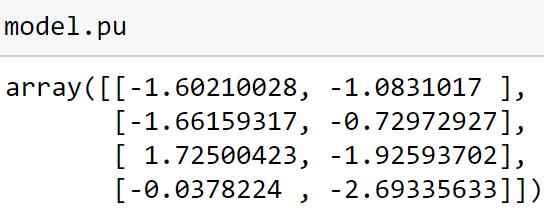 model.pu
array([[-1.60210028, -1.0831017 ],
       [-1.66159317, -0.72972927],
       [ 1.72500423, -1.92593702],
       [-0.0378224 , -2.69335633]])